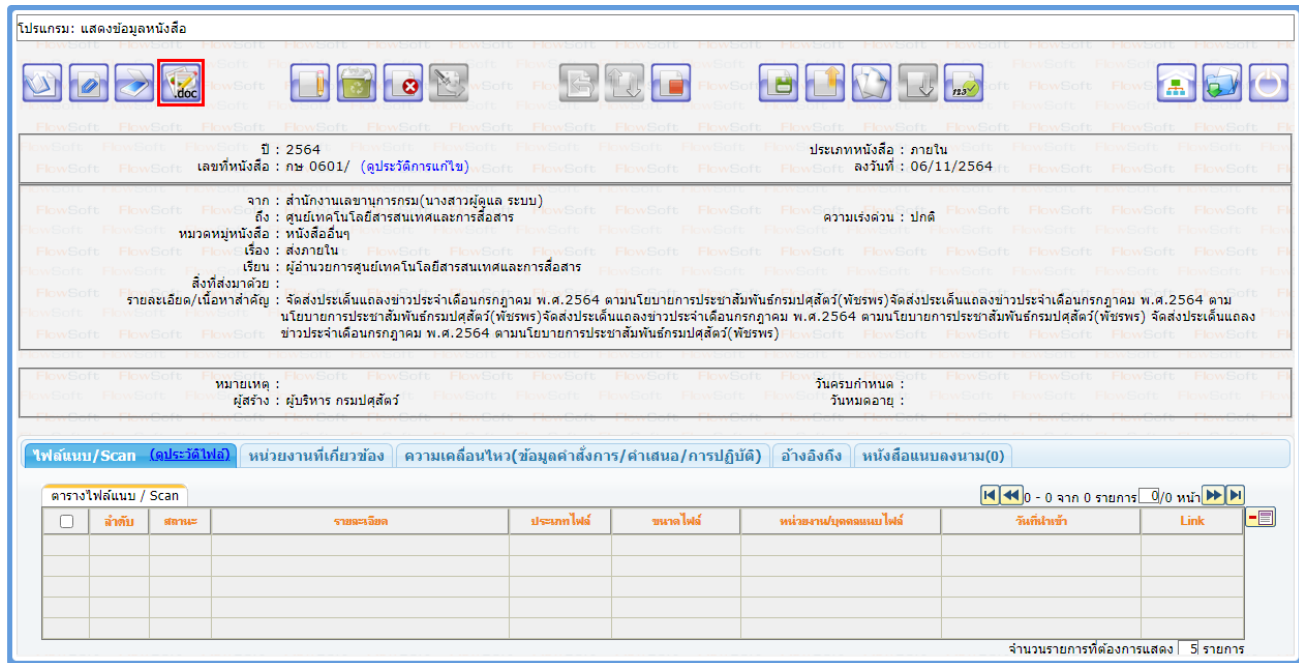 โปรแกรม: แสดงข้อมูลหนังสือ
.doc
123
ปี : 2564 ประเภทหนังสือ : ภายใน
เลขที่หนังสือ : กษ 0601/ (ดูประวัติการแก้ไข) ลงวันที่ : 06/11/2564
จาก : สำนักงานเลขานุการกรม(นางสาวผู้ดูแล ระบบ)
ถึง : ศูนย์เทคโนโลยีสารสนเทศและการสื่อสาร ความเร่งด่วน : ปกติ
หมวดหมู่หนังสือ : หนังสืออื่นๆ
เรื่อง : ส่งภายใน
เรียน : ผู้อำนวยการศูนย์เทคโนโลยีสารสนเทศและการสื่อสาร
สิ่งที่ส่งมาด้วย :
รายละเอียด/เนื้อหาสำคัญ : จัดส่งประเด็นแถลงข่าวประจำเดือนกรกฎาคม พ.ศ.2564 ตามนโยบายการประชาสัมพันธ์กรมปศุสัตว์(พัชรพร)จัดส่งประเด็นแถลงข่าวประจำเดือนกรกฎาคม พ.ศ.2564 ตาม
นโยบายการประชาสัมพันธ์กรมปศุสัตว์(พัชรพร)จัดส่งประเด็นแถลงข่าวประจำเดือนกรกฎาคม พ.ศ.2564 ตามนโยบายการประชาสัมพันธ์กรมปศุสัตว์(พัชรพร) จัดส่งประเด็นแถลง
ข่าวประจำเดือนกรกฎาคม พ.ศ.2564 ตามนโยบายการประชาสัมพันธ์กรมปศุสัตว์(พัชรพร)
หมายเหตุ : วันครบกำหนด :
ผู้สร้าง : ผู้บริหาร กรมปศุสัตว์ วันหมดอายุ :
ไฟล์แนบ/Scan (ดูประวัติไฟล์) หน่วยงานที่เกี่ยวข้อง ความเคลื่อนไหว(ข้อมูลคำสั่งการ/คำเสนอ/การปฏิบัติ) อ้างอิงถึง หนังสือแนบลงนาม(0)
ตารางไฟล์แนบ / Scan 0 - 0 จาก 0 รายการ 0/0 หน้า
ลำดับ สถานะ รายละเอียด ประเภทไฟล์ ขนาดไฟล์ หน่วยงาน/บุคคลแนบไฟล์ วันที่นำเข้า Link
จำนวนรายการที่ต้องการแสดง 5 รายการ